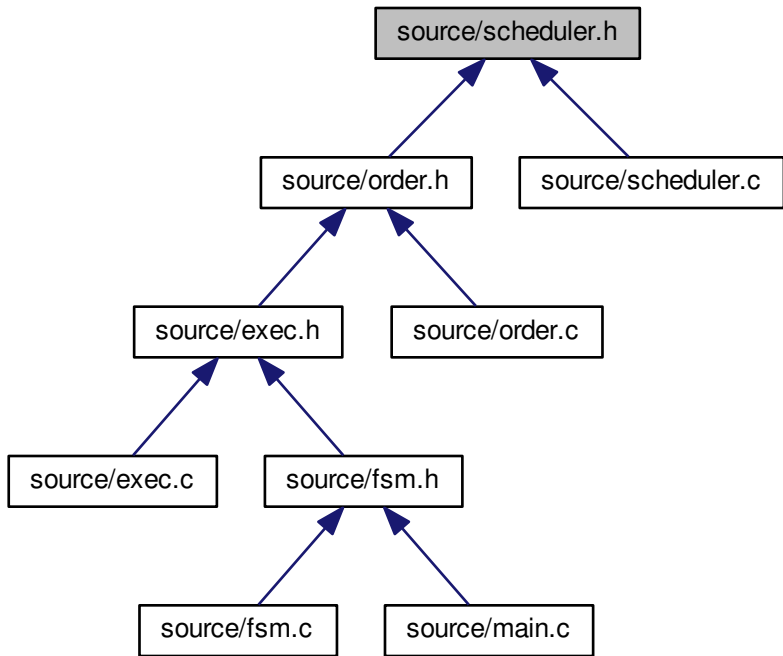 source/scheduler.h
source/order.h
source/scheduler.c
source/exec.h
source/order.c
source/exec.c
source/fsm.h
source/fsm.c
source/main.c